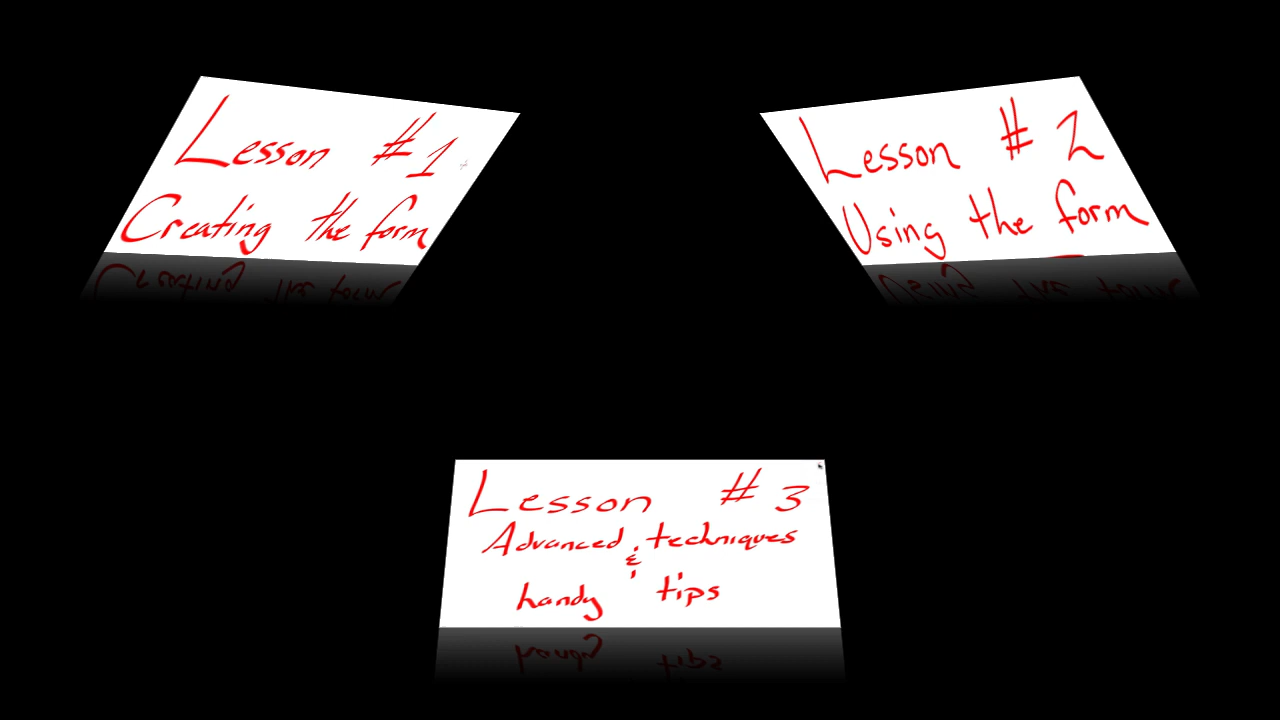 Lesson #1
Creating the form
Lesson # 2
Using the form
Lesson # 3
Advanced techniques
&
handy tips